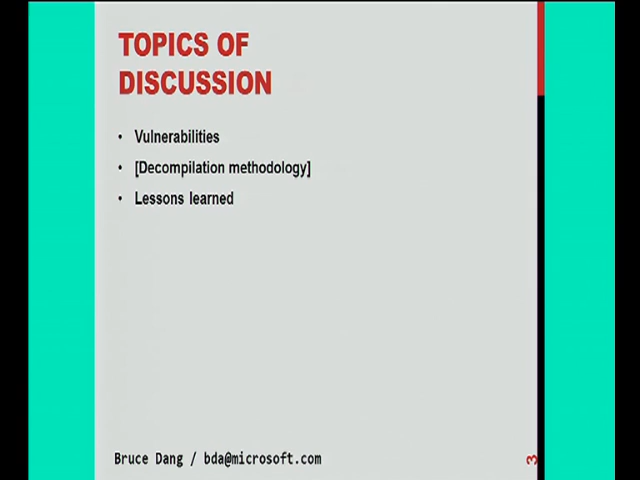 TOPICS OF
DISCUSSION
• Vulnerabilities
• [Decompilation methodology]
• Lessons learned
Bruce Dang / bda@microsoft.com
3